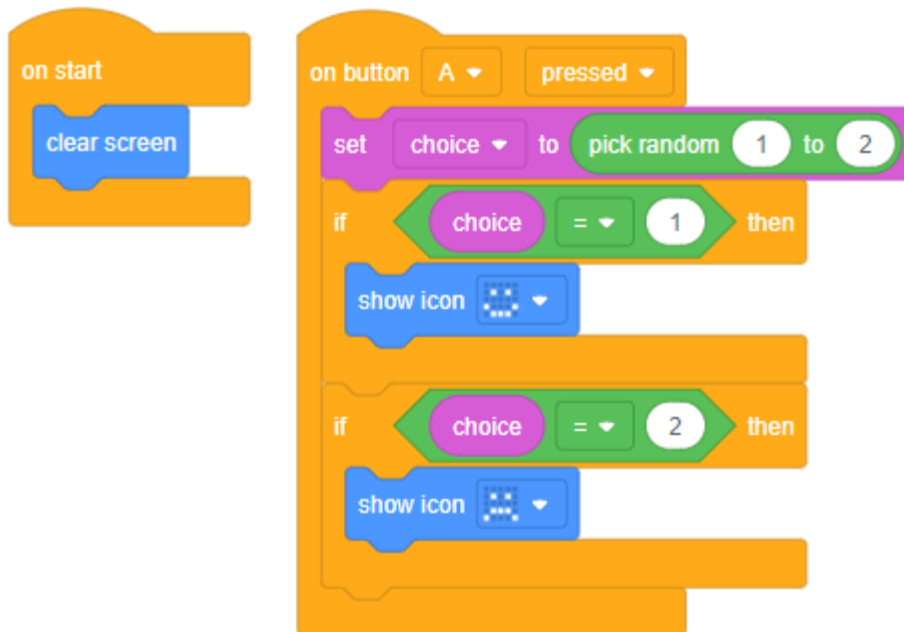 on start
clear screen
on button A pressed
set choice to pick random 1 to 2
if choice = 1 then
show icon
if choice = 2 then
show icon